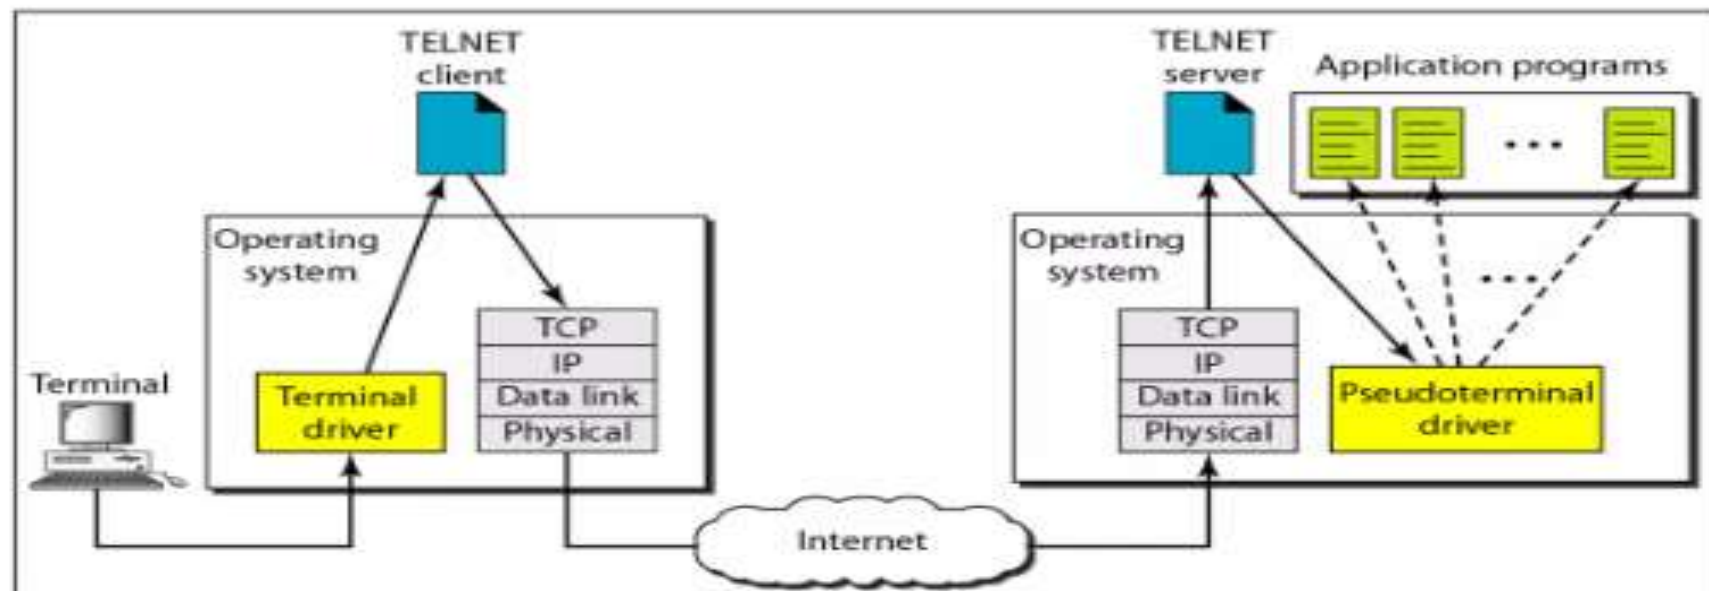 TELNET
client
TELNET
server
Application programs
Operating
system
Operating
system
TCP
IP
Data link
Physical
TCP
IP
Data link
Physical
Terminal
Terminal
driver
Pseudoterminal
driver
Internet